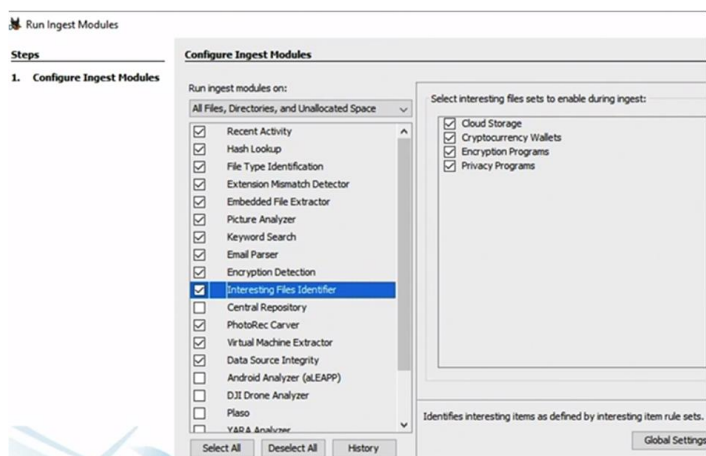 Run Ingest Modules
Steps
1. Configure Ingest Modules
Configure Ingest Modules
Run ingest modules on:
All Files, Directories, and Unallocated Space
Recent Activity
Hash Lookup
File Type Identification
Extension Mismatch Detector
Embedded File Extractor
Picture Analyzer
Keyword Search
Email Parser
Encryption Detection
Interesting Files Identifier
Central Repository
PhotoRec Carver
Virtual Machine Extractor
Data Source Integrity
Android Analyzer (aLEAPP)
DJI Drone Analyzer
Plaso
YARA Analyzer
Select All
Deselect All
History
Select interesting files sets to enable during ingest:
Cloud Storage
Cryptocurrency Wallets
Encryption Programs
Privacy Programs
Identifies interesting items as defined by interesting item rule sets.
Global Settings